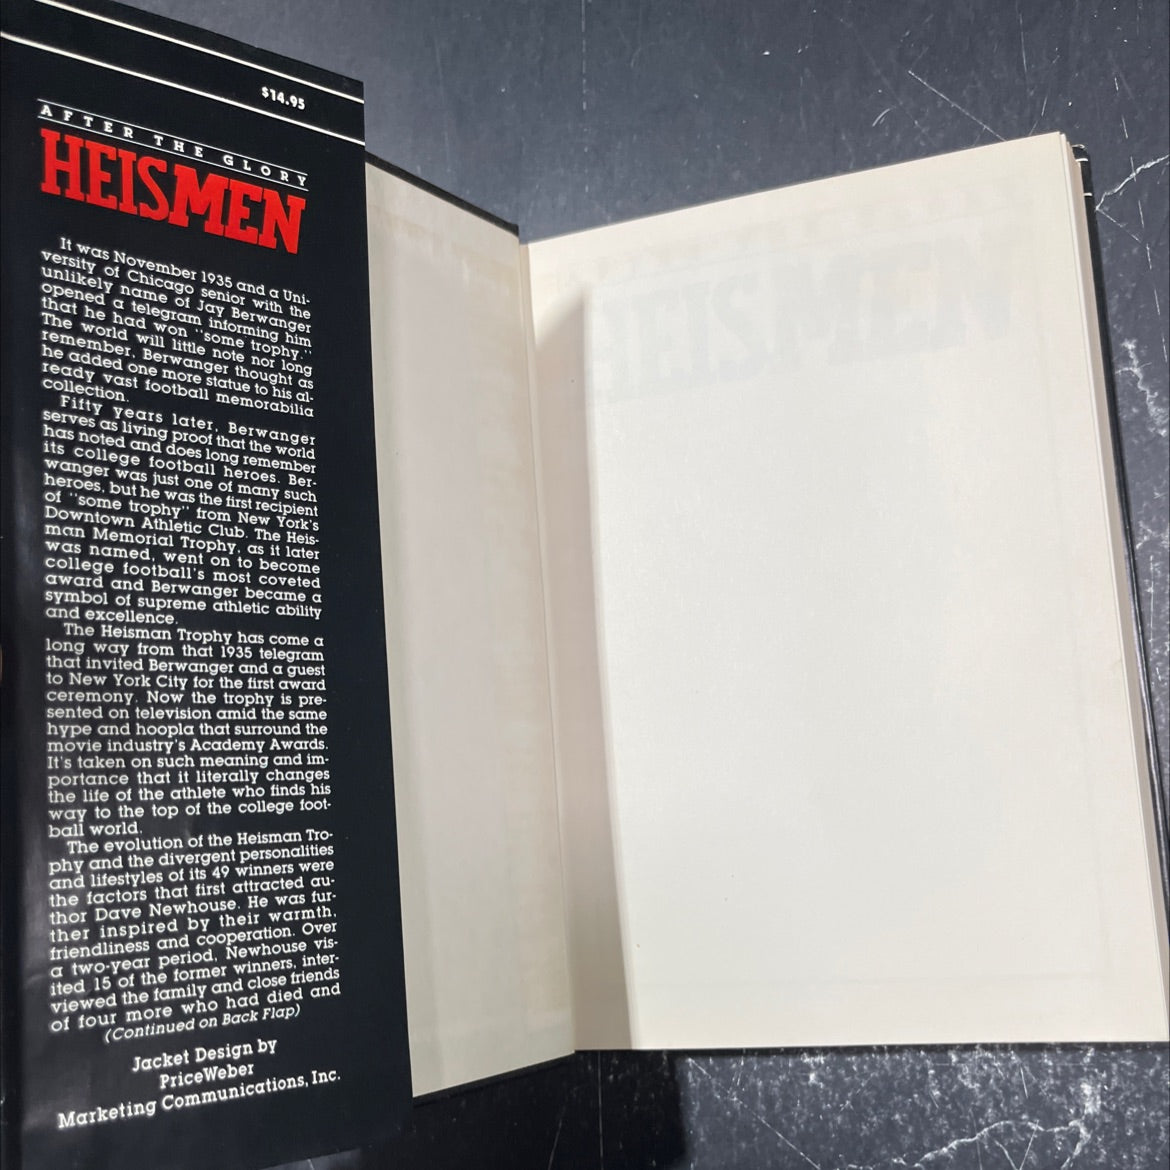 $14.95
AFTER THE GLORY
HEISMEN
It was November 1935 and a Uni-
versity of Chicago senior with the
unlikely name of Jay Berwanger
opened a telegram informing him
that he had won "some trophy."
The world will little note nor long
remember, Berwanger thought as
he added one more statue to his al-
ready vast football memorabilia
collection.
Fifty years later, Berwanger
serves as living proof that the world
has noted and does long remember
its college football heroes. Ber-
wanger was just one of many such
heroes, but he was the first recipient
of "some trophy" from New York's
Downtown Athletic Club. The Heis-
man Memorial Trophy, as it later
was named, went on to become
college football's most coveted
award and Berwanger became a
symbol of supreme athletic ability
and excellence.
The Heisman Trophy has come a
long way from that 1935 telegram
that invited Berwanger and a guest
to New York City for the first award
ceremony. Now the trophy is pre-
sented on television amid the same
hype and hoopla that surround the
movie industry's Academy Awards.
It's taken on such meaning and im-
portance that it literally changes
the life of the athlete who finds his
way to the top of the college foot-
ball world.
The evolution of the Heisman Tro-
phy and the divergent personalities
and lifestyles of its 49 winners were
the factors that first attracted au-
thor Dave Newhouse. He was fur-
ther inspired by their warmth,
friendliness and cooperation. Over
a two-year period, Newhouse vis-
ited 15 of the former winners, inter-
viewed the family and close friends
of four more who had died and
(Continued on Back Flap)
Jacket Design by
PriceWeber
Marketing Communications, Inc.